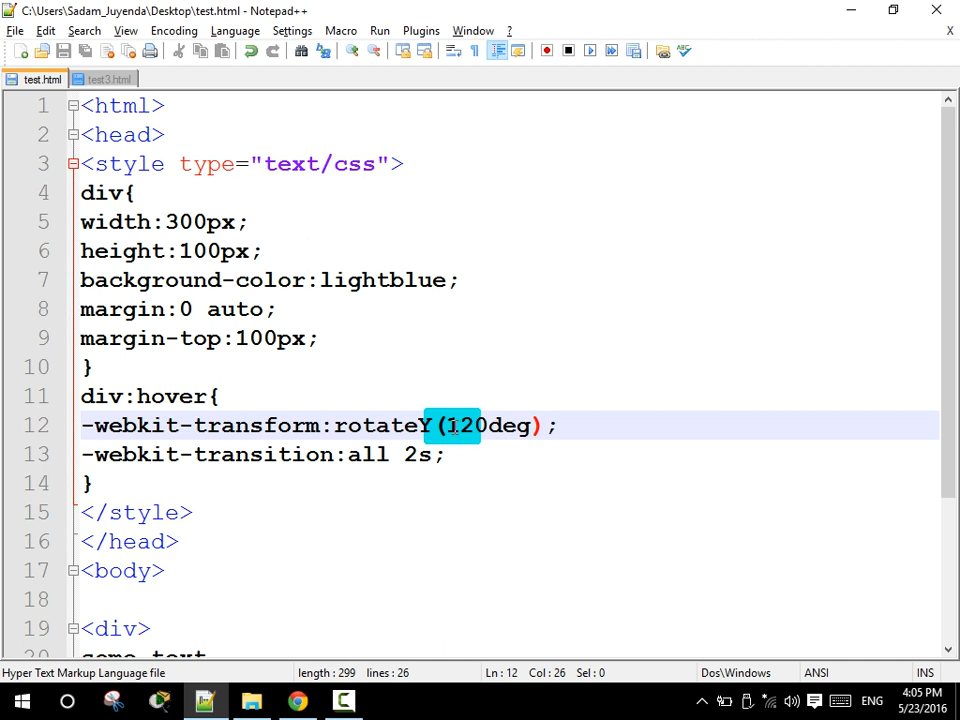 C:\Users\Sadam_Juyenda\Desktop\test.html - Notepad++
File Edit Search View Encoding Language Settings Macro Run Plugins Window ? X
test.html test3.html
1 <html>
2 <head>
3 <style type="text/css">
4 div{
5 width:300px;
6 height:100px;
7 background-color:lightblue;
8 margin:0 auto;
9 margin-top:100px;
10 }
11 div:hover{
12 -webkit-transform:rotateY(120deg);
13 -webkit-transition:all 2s;
14 }
15 </style>
16 </head>
17 <body>
18
19 <div>
20 some text
Hyper Text Markup Language file length : 299 lines : 26 Ln : 12 Col : 26 Sel : 0 Dos\Windows ANSI INS
ENG 4:05 PM
5/23/2016